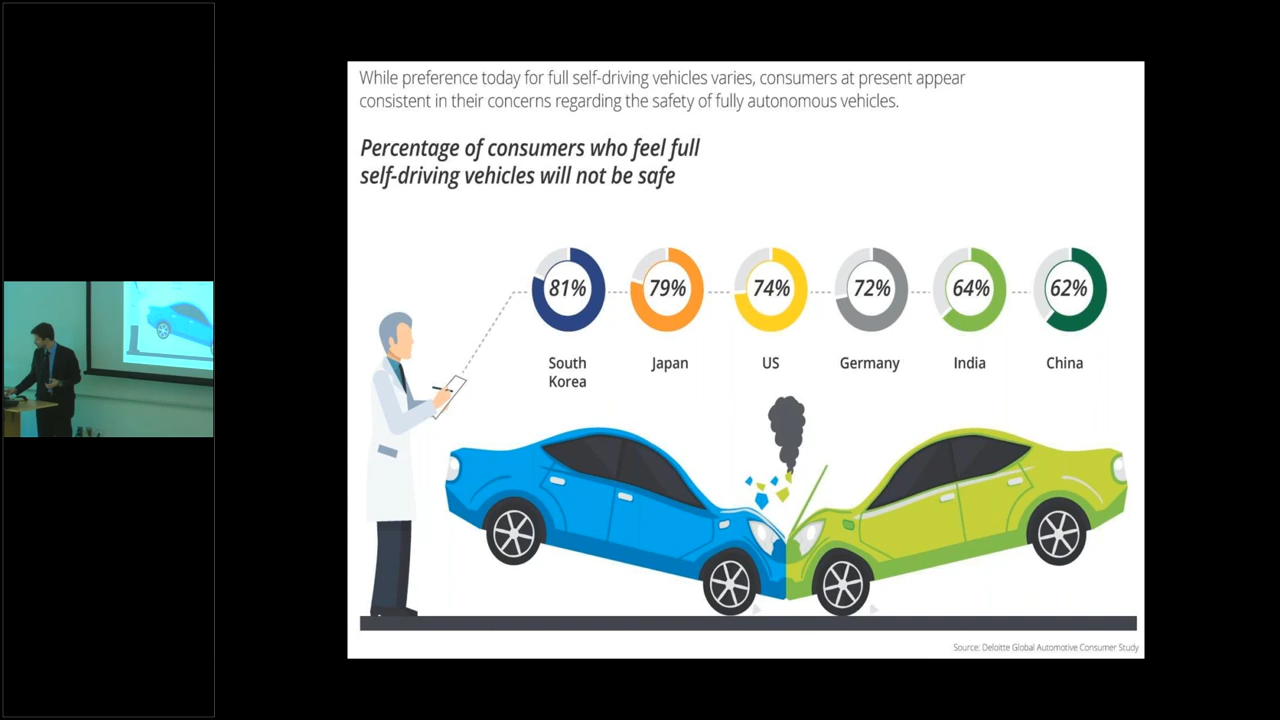 While preference today for full self-driving vehicles varies, consumers at present appear
consistent in their concerns regarding the safety of fully autonomous vehicles.
Percentage of consumers who feel full
self-driving vehicles will not be safe
81%
79%
74%
72%
64%
62%
South
Korea
Japan
US
Germany
India
China
Source: Deloitte Global Automotive Consumer Study